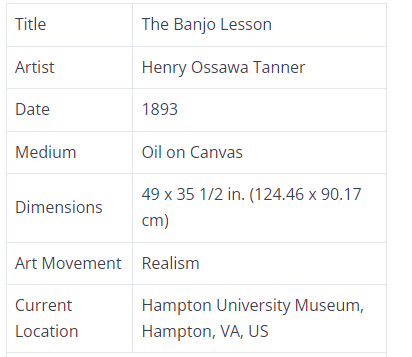 Title The Banjo Lesson
Artist Henry Ossawa Tanner
Date 1893
Medium Oil on Canvas
Dimensions 49 x 35 1/2 in. (124.46 x 90.17
cm)
Art Movement Realism
Current Hampton University Museum,
Location Hampton, VA, US